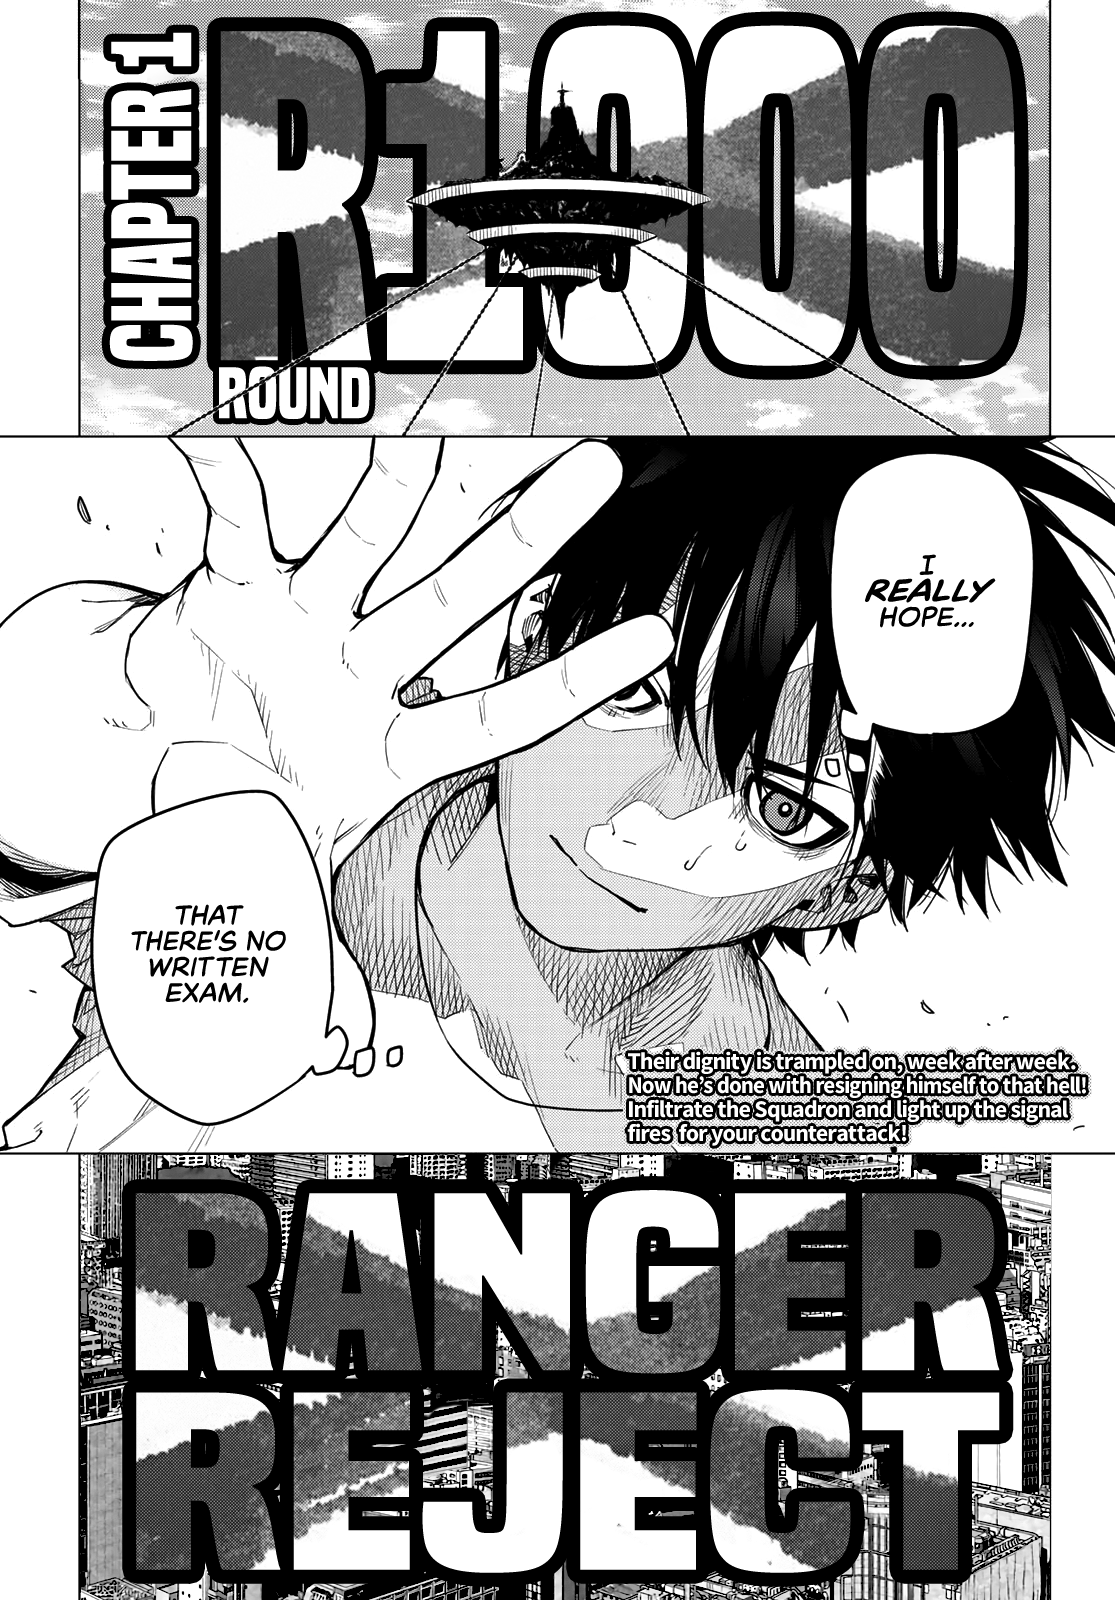 CHAPTER 1
R1000
ROUND
I
REALLY
HOPE...
THAT
THERE'S NO
WRITTEN
EXAM.
Their dignity is trampled on, week after week.
Now he's done with resigning himself to that hell!
Infiltrate the Squadron and light up the signal
fires for your counterattack!
RANGER
REJECT